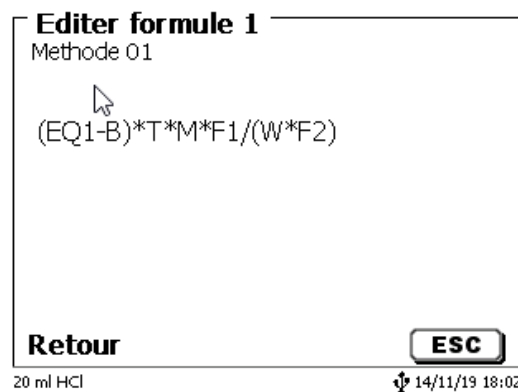 Editer formule 1
Methode 01
(EQ1-B)*T*M*F1/(W*F2)
Retour
ESC
20 ml HCl
14/11/19 18:02